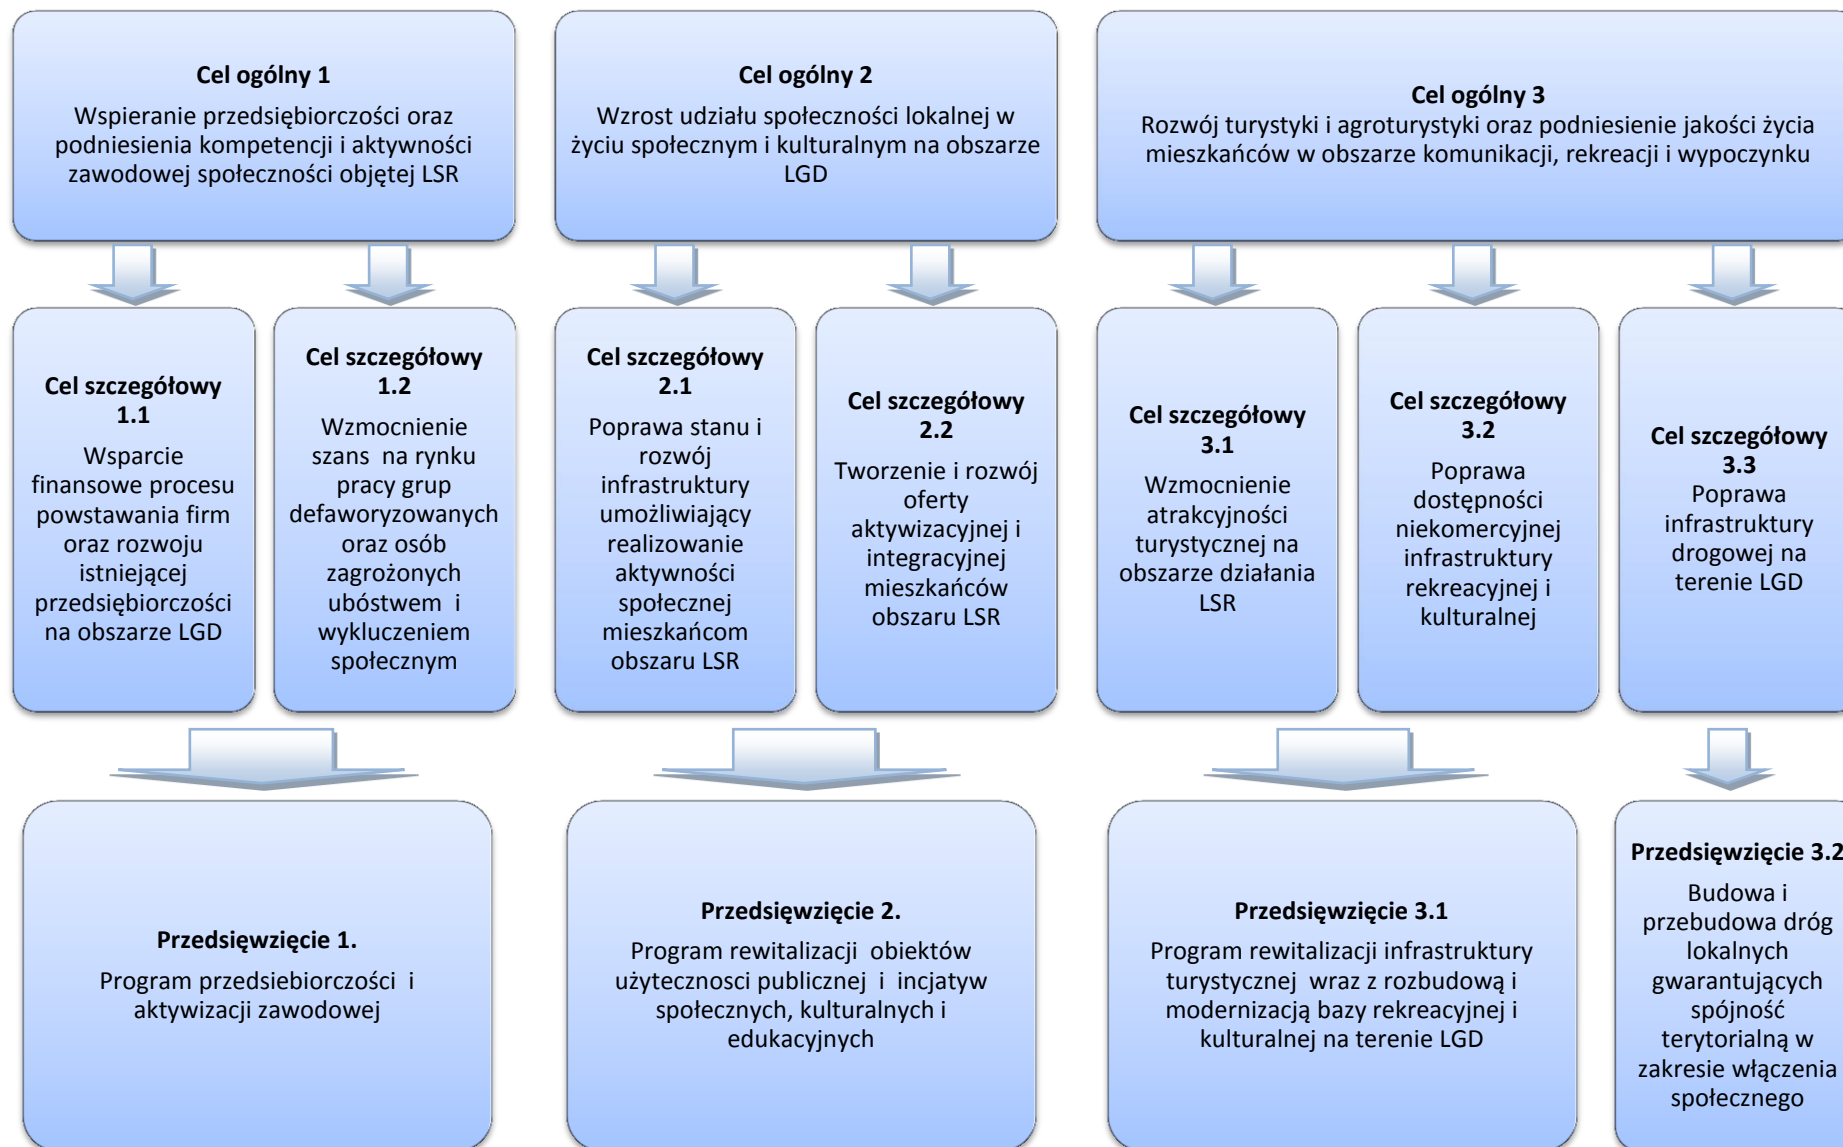 Cel ogólny 1
Wspieranie przedsiębiorczości oraz
podniesienia kompetencji i aktywności
zawodowej społeczności objętej LSR
Cel ogólny 2
Wzrost udziału społeczności lokalnej w
życiu społecznym i kulturalnym na obszarze
LGD
Cel ogólny 3
Rozwój turystyki i agroturystyki oraz podniesienie jakości życia
mieszkańców w obszarze komunikacji, rekreacji i wypoczynku
Cel szczegółowy
1.1
Wsparcie
finansowe procesu
powstawania firm
oraz rozwoju
istniejącej
przedsiębiorczości
na obszarze LGD
Cel szczegółowy
1.2
Wzmocnienie
szans na rynku
pracy grup
defaworyzowanych
oraz osób
zagrożonych
ubóstwem i
wykluczeniem
społecznym
Cel szczegółowy
2.1
Poprawa stanu i
rozwój
infrastruktury
umożliwiający
realizowanie
aktywności
społecznej
mieszkańcom
obszaru LSR
Cel szczegółowy
2.2
Tworzenie i rozwój
oferty
aktywizacyjnej i
integracyjnej
mieszkańców
obszaru LSR
Cel szczegółowy
3.1
Wzmocnienie
atrakcyjności
turystycznej na
obszarze działania
LSR
Cel szczegółowy
3.2
Poprawa
dostępności
niekomercyjnej
infrastruktury
rekreacyjnej i
kulturalnej
Cel szczegółowy
3.3
Poprawa
infrastruktury
drogowej na
terenie LGD
Przedsięwzięcie 1.
Program przedsiebiorczości i
aktywizacji zawodowej
Przedsięwzięcie 2.
Program rewitalizacji obiektów
użytecznosci publicznej i incjatyw
społecznych, kulturalnych i
edukacyjnych
Przedsięwzięcie 3.1
Program rewitalizacji infrastruktury
turystycznej wraz z rozbudową i
modernizacją bazy rekreacyjnej i
kulturalnej na terenie LGD
Przedsięwzięcie 3.2
Budowa i
przebudowa dróg
lokalnych
gwarantujących
spójność
terytorialną w
zakresie włączenia
społecznego